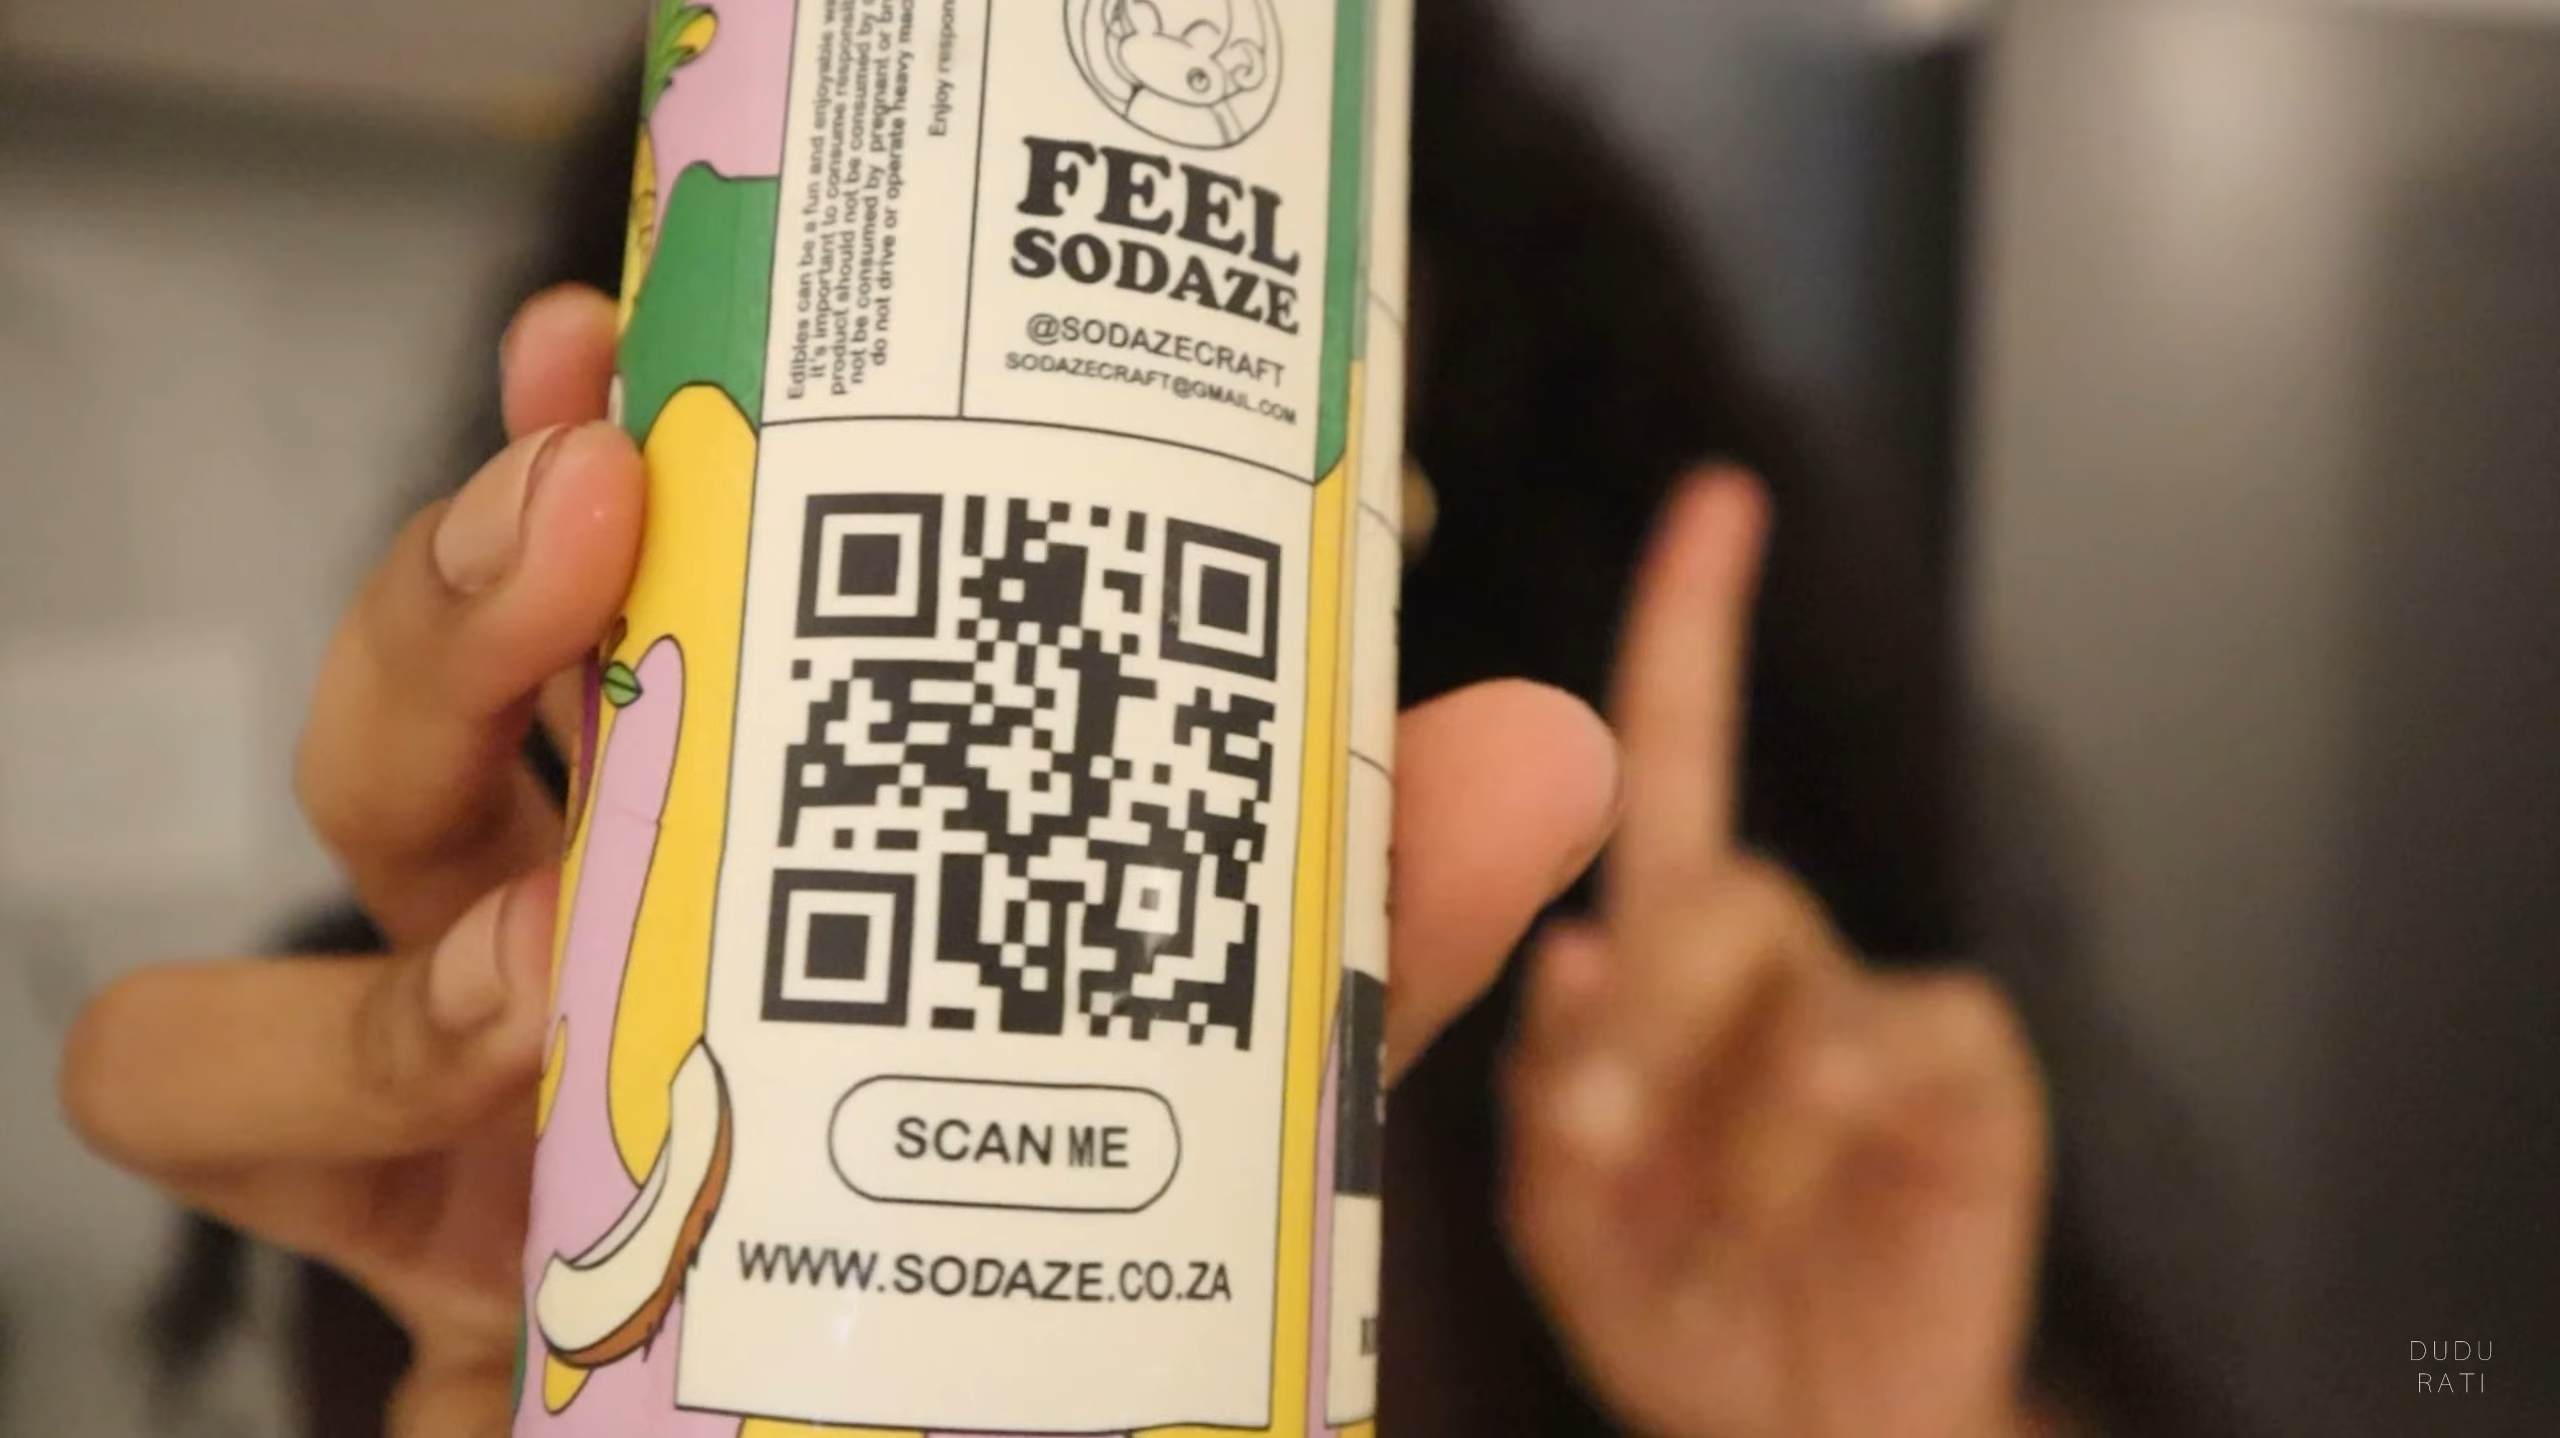 Edibles can be a fun and enjoyable
it's important to consume
product should not be consumed by
not be consumed by pregnant or
do not drive or operate heavy
Enjoy
FEEL
SODAZE
@SODAZECRAFT
SODAZECRAFT@GMAIL.COM
SCAN ME
WWW.SODAZE.CO.ZA
DUDU
RATI